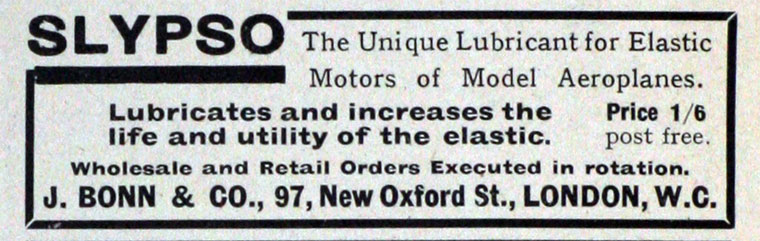 SLYPSO The Unique Lubricant for Elastic
Motors of Model Aeroplanes.
Lubricates and increases the Price 1/6
life and utility of the elastic. post free.
Wholesale and Retail Orders Executed in rotation.
J. BONN & CO., 97, New Oxford St., LONDON, W.C.